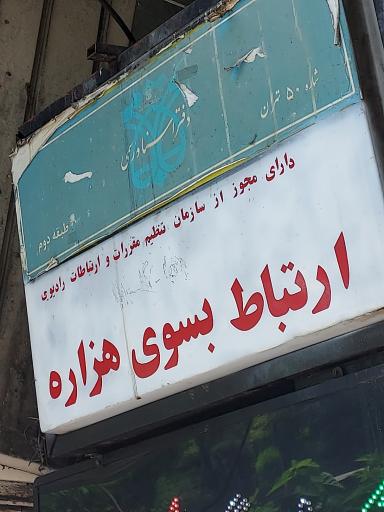 دفتر اسناد رسمی
شماره ۵۰ تهران
طبقه دوم
دارای مجوز از سازمان تنظیم مقررات و ارتباطات رادیویی
ارتباط بسوی هزاره